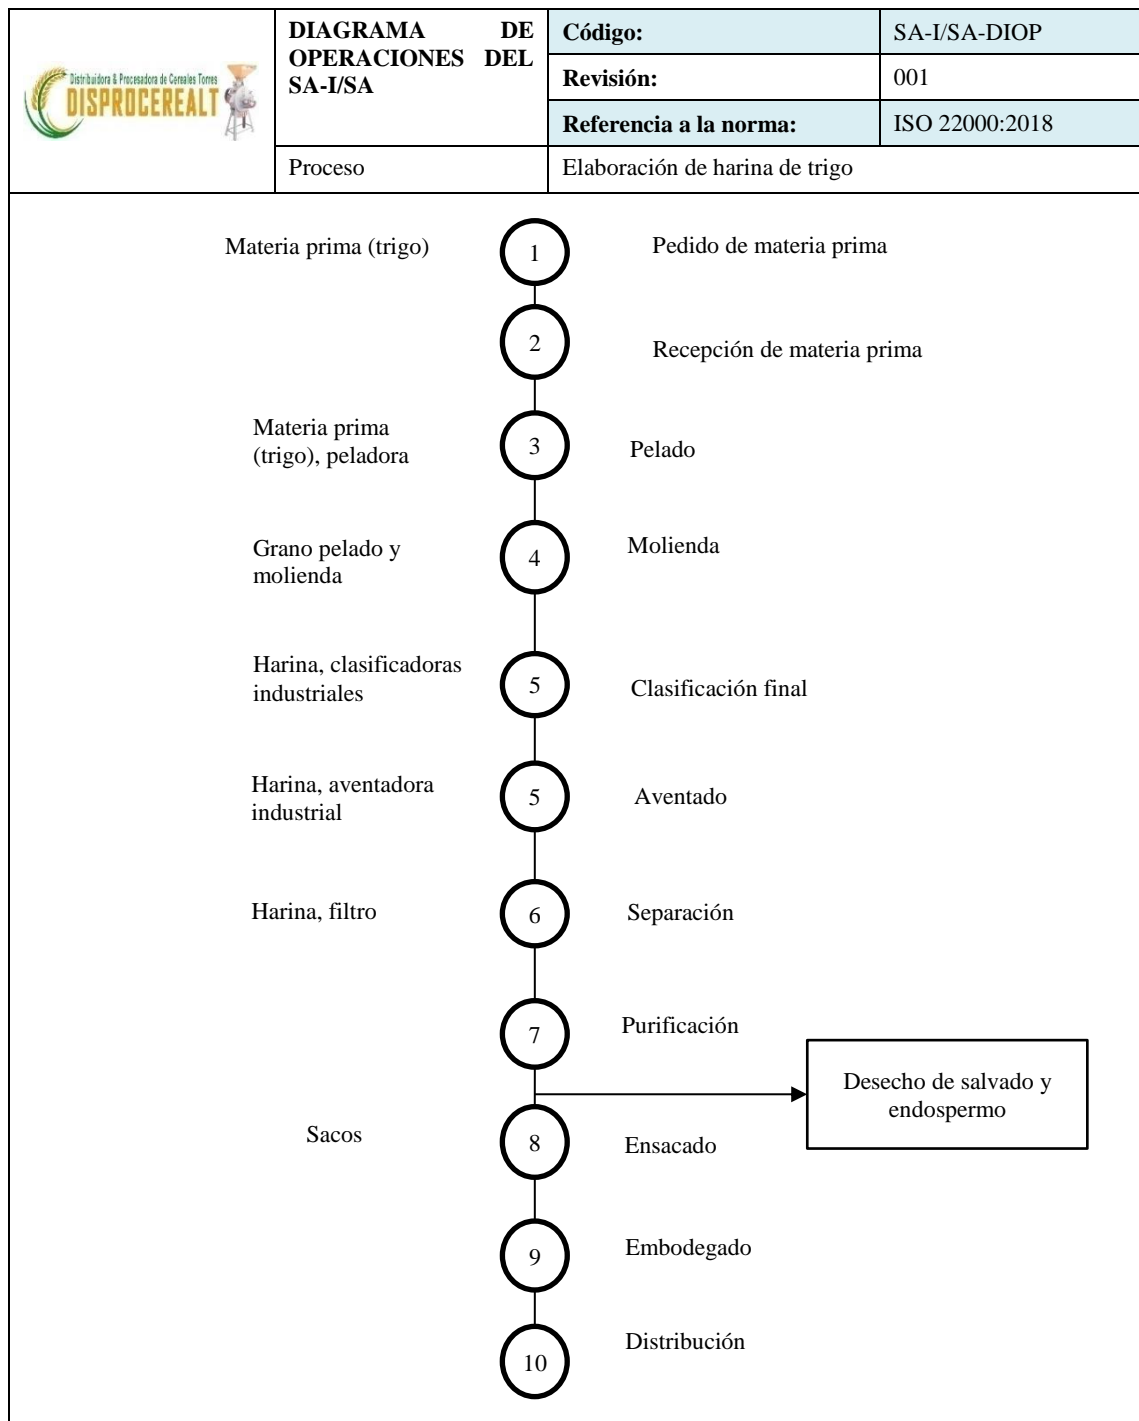 Distribuidora & Procesadora de Cereales Torres
DISPROCEREALT
DIAGRAMA DE
OPERACIONES DEL
SA-I/SA
Código:
SA-I/SA-DIOP
Revisión:
001
Referencia a la norma:
ISO 22000:2018
Proceso
Elaboración de harina de trigo
Materia prima (trigo)
1
Pedido de materia prima
2
Recepción de materia prima
Materia prima
(trigo), peladora
3
Pelado
Grano pelado y
molienda
4
Molienda
Harina, clasificadoras
industriales
5
Clasificación final
Harina, aventadora
industrial
5
Aventado
Harina, filtro
6
Separación
7
Purificación
Desecho de salvado y
endospermo
Sacos
8
Ensacado
9
Embodegado
10
Distribución